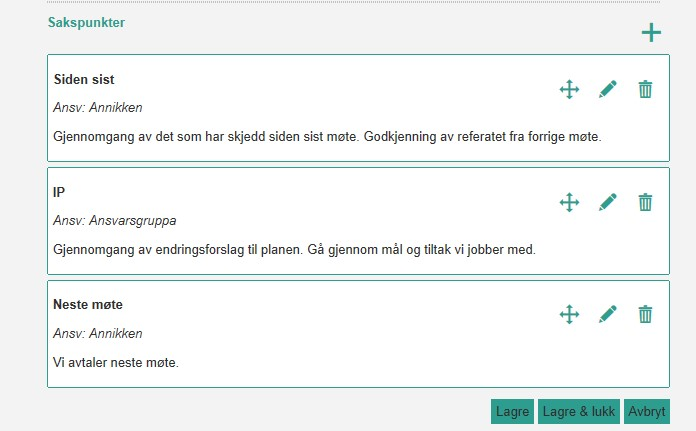 Sakspunkter
Siden sist
Ansv: Annikken
Gjennomgang av det som har skjedd siden sist møte. Godkjenning av referatet fra forrige møte.
IP
Ansv: Ansvarsgruppa
Gjennomgang av endringsforslag til planen. Gå gjennom mål og tiltak vi jobber med.
Neste møte
Ansv: Annikken
Vi avtaler neste møte.
Lagre Lagre & lukk Avbryt